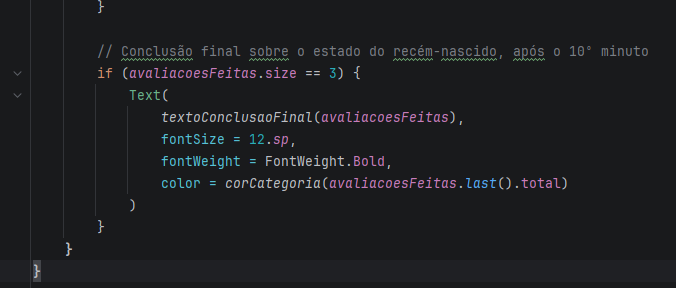 }
// Conclusão final sobre o estado do recém-nascido, após o 10° minuto
if (avaliacoesFeitas.size == 3) {
Text(
textoConclusaoFinal(avaliacoesFeitas),
fontSize = 12.sp,
fontWeight = FontWeight.Bold,
color = corCategoria(avaliacoesFeitas.last().total)
)
}
}
}